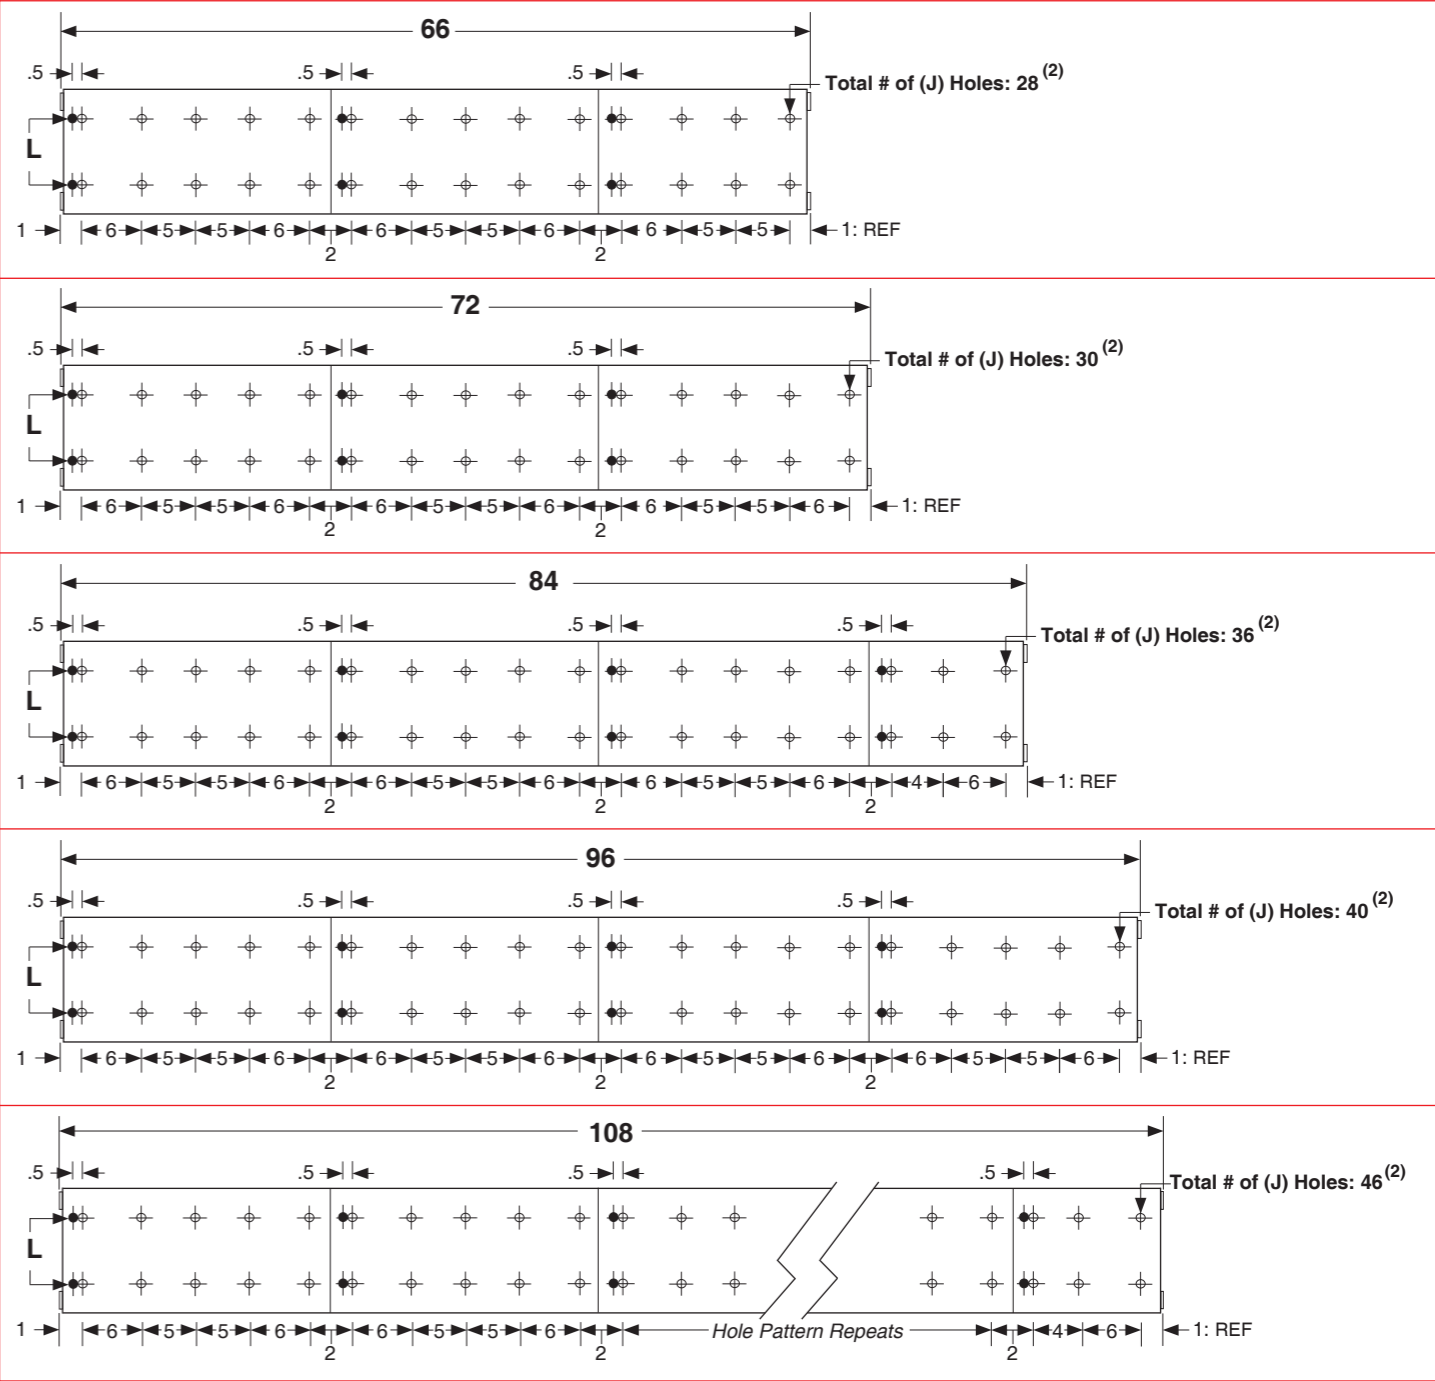 66
.5 .5 .5
Total # of (J) Holes: 28 (2)
L
1 6 5 5 6 6 5 5 6 6 5 5 1: REF
2 2
72
.5 .5 .5
Total # of (J) Holes: 30 (2)
L
1 6 5 5 6 6 5 5 6 6 5 5 6 1: REF
2 2
84
.5 .5 .5 .5
Total # of (J) Holes: 36 (2)
L
1 6 5 5 6 6 5 5 6 6 5 5 6 4 6 1: REF
2 2 2
96
.5 .5 .5 .5
Total # of (J) Holes: 40 (2)
L
1 6 5 5 6 6 5 5 6 6 5 5 6 6 5 5 6 1: REF
2 2 2
108
.5 .5 .5 .5
Total # of (J) Holes: 46 (2)
L
1 6 5 5 6 6 5 5 6 Hole Pattern Repeats 4 6 1: REF
2 2 2